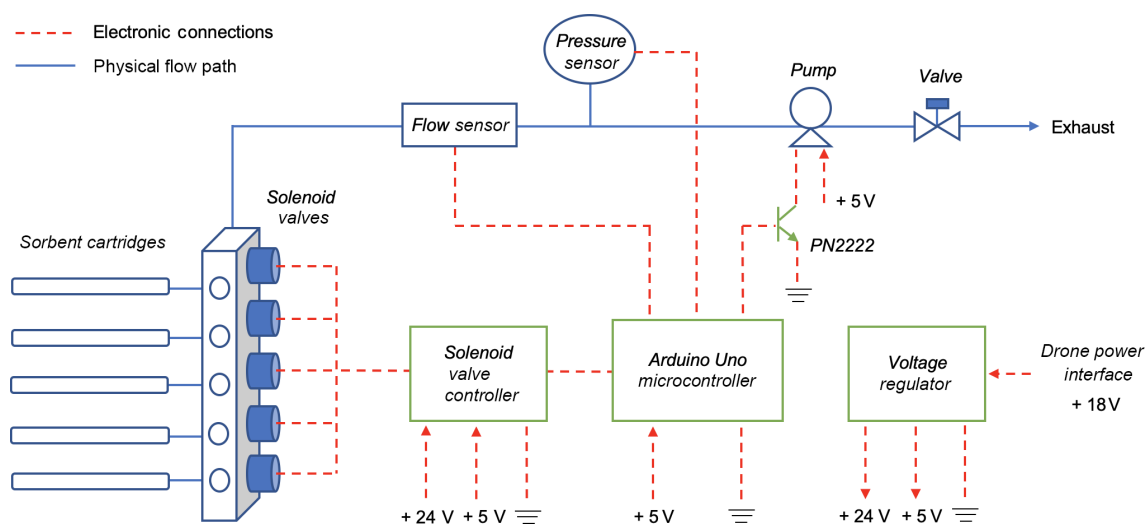 Electronic connections
Physical flow path
Pressure
sensor
Pump
Valve
Flow sensor
Exhaust
+ 5 V
PN2222
Solenoid
valves
Sorbent cartridges
Solenoid
valve
controller
Arduino Uno
microcontroller
Voltage
regulator
Drone power
interface
+ 18 V
+ 24 V
+ 5 V
+ 5 V
+ 24 V
+ 5 V